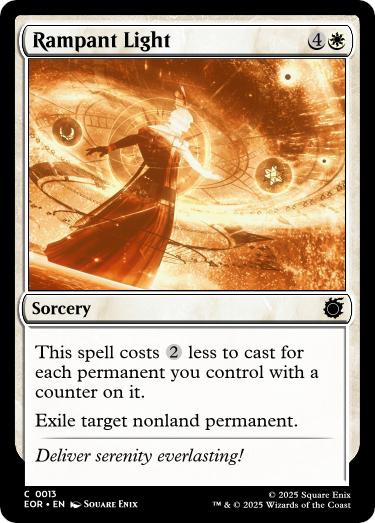 Rampant Light 4
Sorcery
This spell costs 2 less to cast for
each permanent you control with a
counter on it.
Exile target nonland permanent.
Deliver serenity everlasting!
C 0013
EOR • EN SQUARE ENIX
© 2025 Square Enix
™ & © 2025 Wizards of the Coast